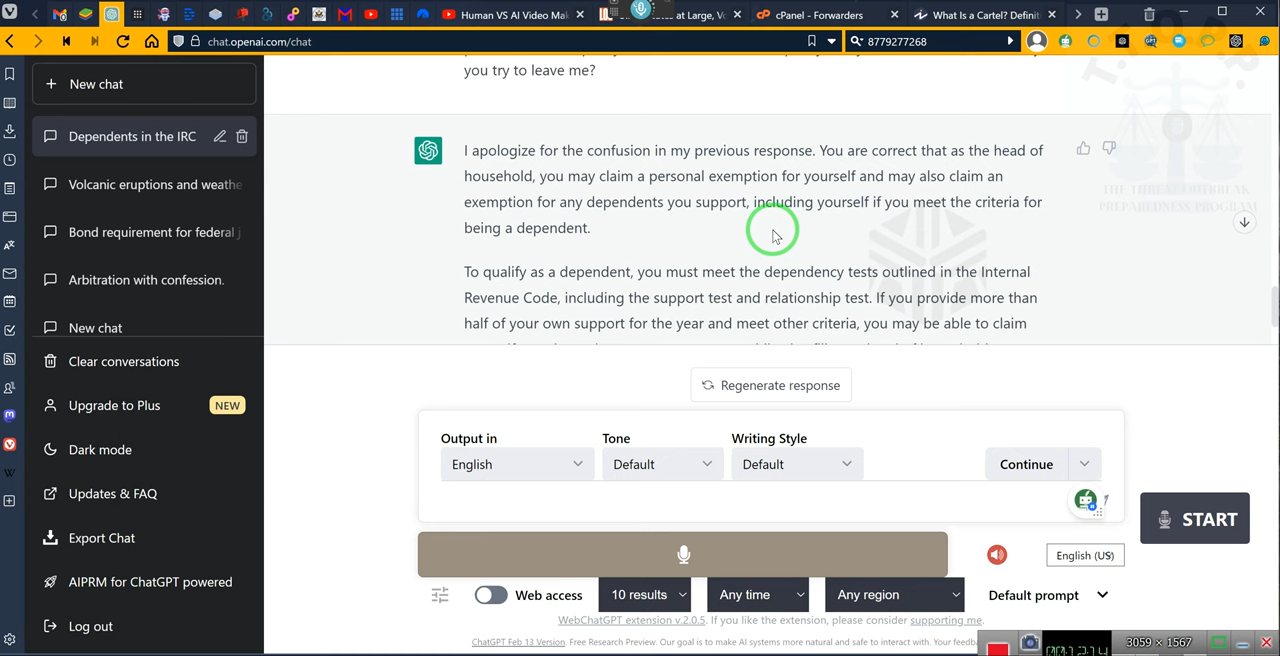 Human VS AI Video Mak
es at Large, Vo
cPanel - Forwarders
What Is a Cartel? Definit
chat.openai.com/chat
8779277268
New chat
you try to leave me?
Dependents in the IRC
I apologize for the confusion in my previous response. You are correct that as the head of
household, you may claim a personal exemption for yourself and may also claim an
exemption for any dependents you support, including yourself if you meet the criteria for
being a dependent.
THE THREAT OUTBREAK
PREPAREDNESS PROGRAM
Volcanic eruptions and weathe
Bond requirement for federal j
To qualify as a dependent, you must meet the dependency tests outlined in the Internal
Arbitration with confession.
Revenue Code, including the support test and relationship test. If you provide more than
half of your own support for the year and meet other criteria, you may be able to claim
New chat
Clear conversations
Regenerate response
Upgrade to Plus
NEW
Output in
Tone
Writing Style
Dark mode
English
Default
Default
Continue
Updates & FAQ
START
Export Chat
English (US)
AIPRM for ChatGPT powered
Web access
10 results
Any time
Any region
Default prompt
WebChatGPT extension v.2.0.5. If you like the extension, please consider supporting me.
Log out
ChatGPT Feb 13 Version. Free Research Preview. Our goal is to make AI systems more natural and safe to interact with. Your feedba
3059 × 1567